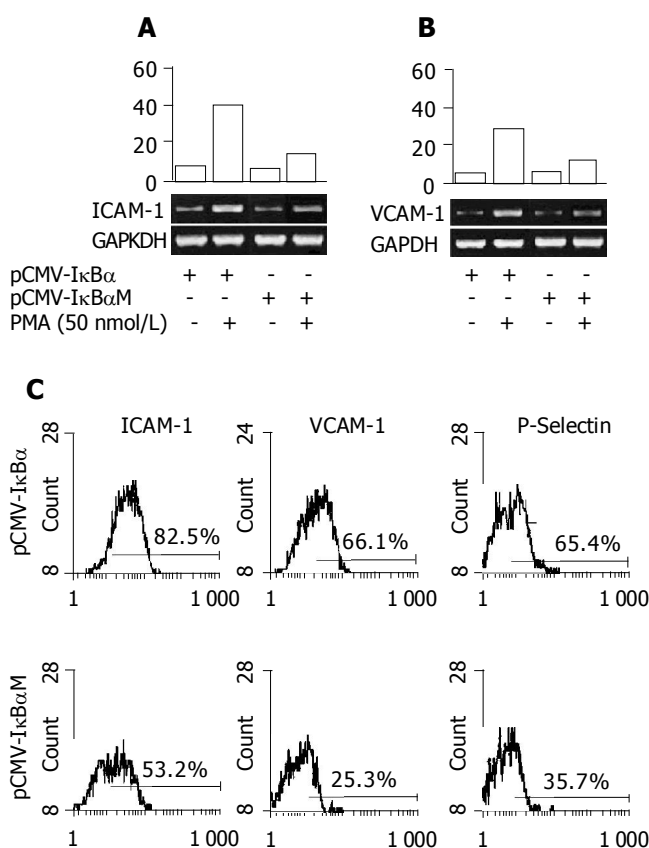 A
60
40
20
0
ICAM-1
GAPKDH
B
60
40
20
0
VCAM-1
GAPDH
pCMV-IκBα + + - - + + - -
pCMV-IκBαM - - + + - - + +
PMA (50 nmol/L) - + - + - + - +
C
ICAM-1 VCAM-1 P-Selectin
pCMV-IκBα
28 Count 8 82.5% 1 1 000
24 Count 8 66.1% 1 1 000
28 Count 8 65.4% 1 1 000
pCMV-IκBαM
28 Count 8 53.2% 1 1 000
28 Count 8 25.3% 1 1 000
28 Count 8 35.7% 1 1 000